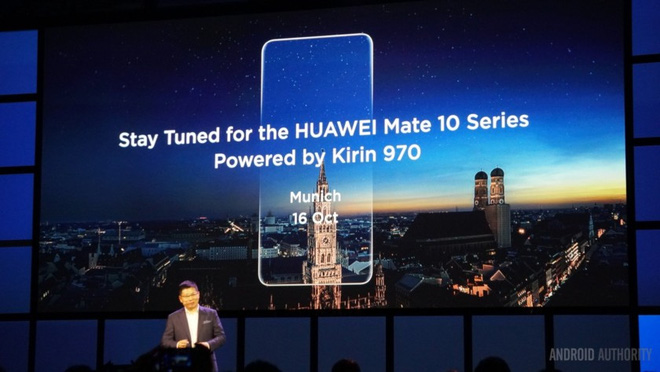 Stay Tuned for the HUAWEI Mate 10 Series
Powered by Kirin 970
Munich
16 Oct
ANDROID AUTHORITY